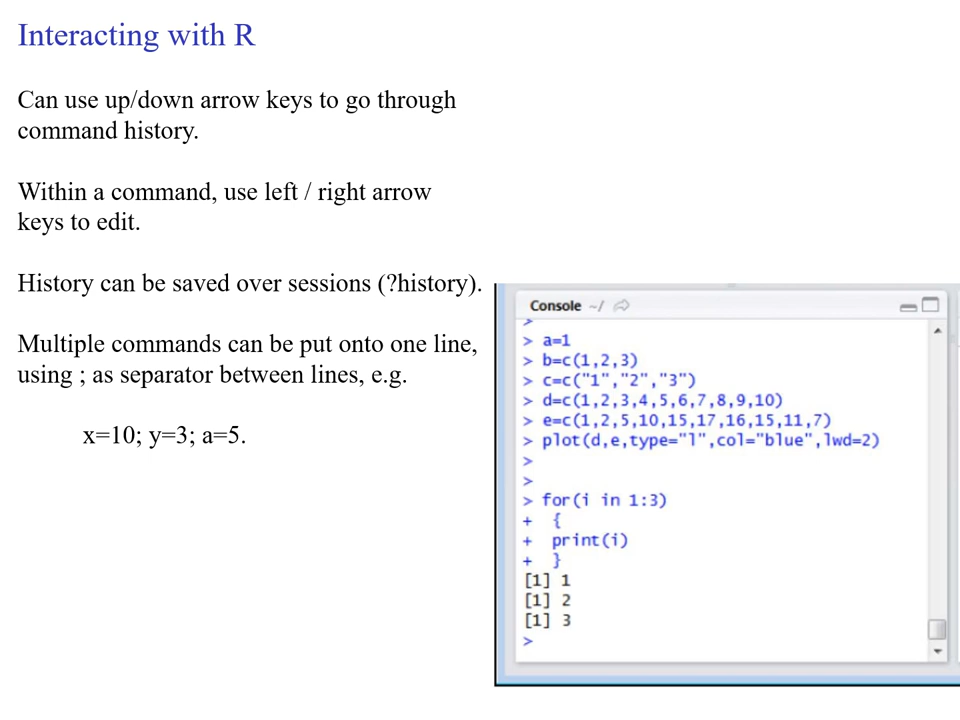 Interacting with R
Can use up/down arrow keys to go through
command history.
Within a command, use left / right arrow
keys to edit.
History can be saved over sessions (?history).
Multiple commands can be put onto one line,
using ; as separator between lines, e.g.
x=10; y=3; a=5.
Console ~/
>
> a=1
> b=c(1,2,3)
> c=c("1","2","3")
> d=c(1,2,3,4,5,6,7,8,9,10)
> e=c(1,2,5,10,15,17,16,15,11,7)
> plot(d,e,type="l",col="blue",lwd=2)
>
>
> for(i in 1:3)
+ {
+ print(i)
+ }
[1] 1
[1] 2
[1] 3
>